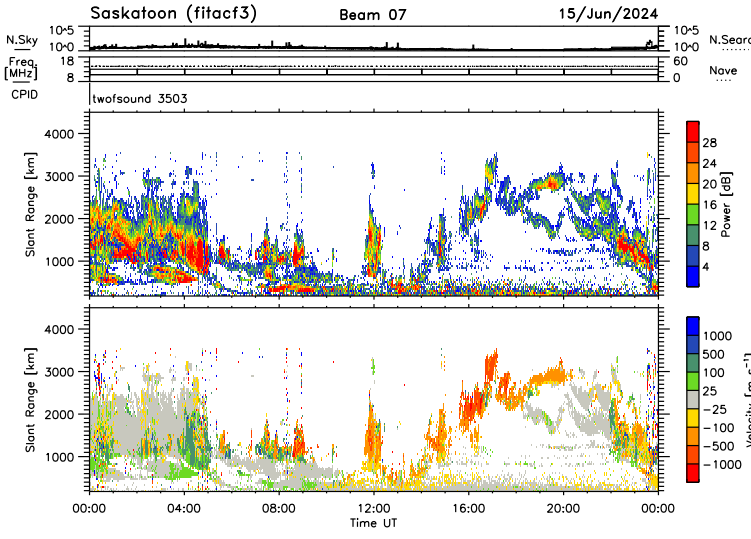 Saskatoon (fitacf3) Beam 07 15/Jun/2024
10^5 10^5
N.Sky N.Sear
10^0 10^0
Freq. 18 60
[MHz] Nave
8 0
CPID
twofsound 3503
4000
3000
2000
1000
Slant Range [km]
28
24
20
16
12
8
4
Power [dB]
4000
3000
2000
1000
Slant Range [km]
1000
500
100
25
-25
-100
-500
-1000
Velocity [m s^-1]
00:00 04:00 08:00 12:00 16:00 20:00 00:00
Time UT